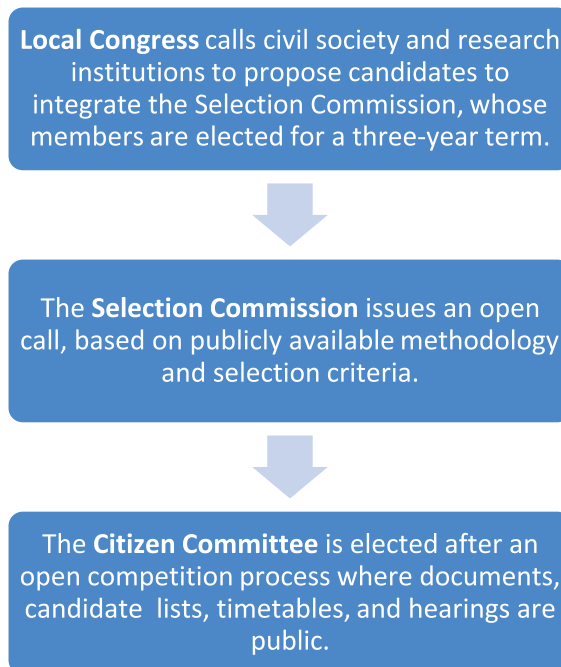 Local Congress calls civil society and research
institutions to propose candidates to
integrate the Selection Commission, whose
members are elected for a three-year term.
The Selection Commission issues an open
call, based on publicly available methodology
and selection criteria.
The Citizen Committee is elected after an
open competition process where documents,
candidate lists, timetables, and hearings are
public.